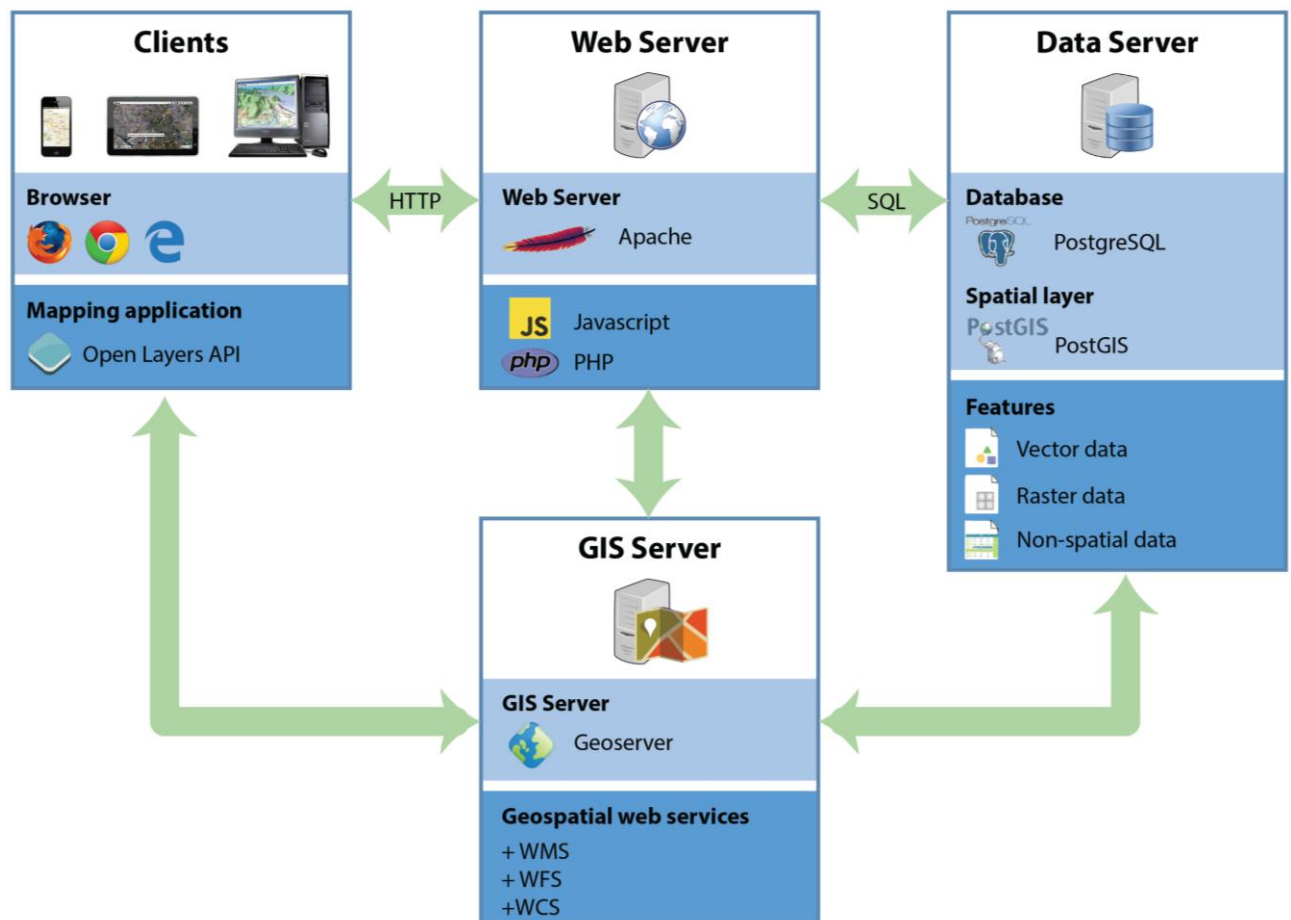 Clients
Browser
Mapping application
Open Layers API
HTTP
Web Server
Web Server
Apache
JS
Javascript
php
PHP
SQL
Data Server
Database
PostgreSQL
PostgreSQL
Spatial layer
PostGIS
PostGIS
Features
Vector data
Raster data
Non-spatial data
GIS Server
GIS Server
Geoserver
Geospatial web services
+ WMS
+ WFS
+WCS